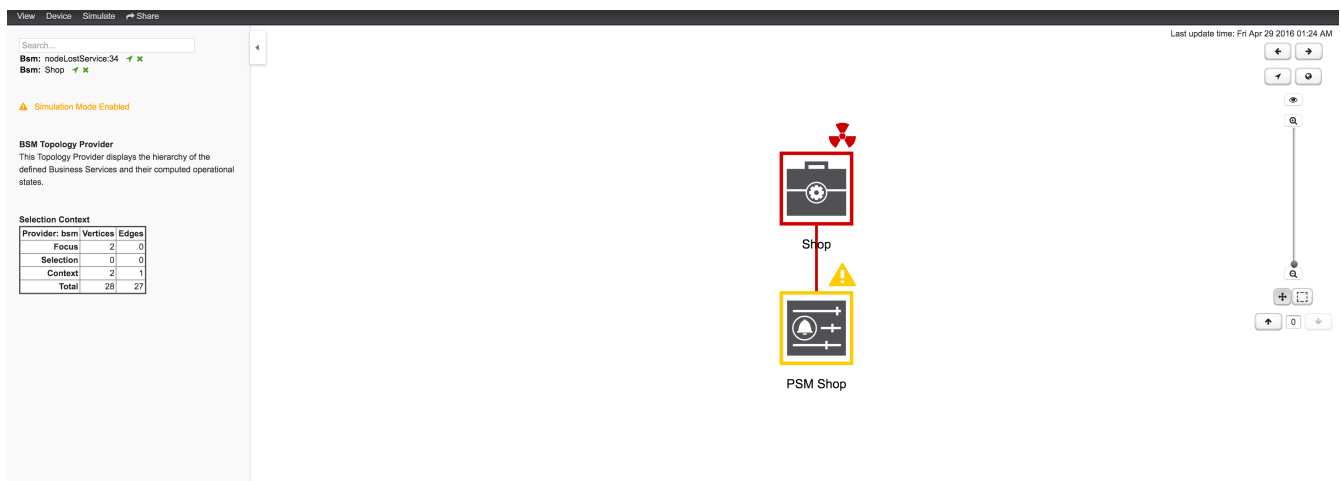 View Device Simulate Share
Last update time: Fri Apr 29 2016 01:24 AM
Search...
Bsm: nodeLostService:34
Bsm: Shop
Simulation Mode Enabled
BSM Topology Provider
This Topology Provider displays the hierarchy of the
defined Business Services and their computed operational
states.
Selection Context
Provider: bsm Vertices Edges
Focus 2 0
Selection 0 0
Context 2 1
Total 28 27
Shop
PSM Shop
0